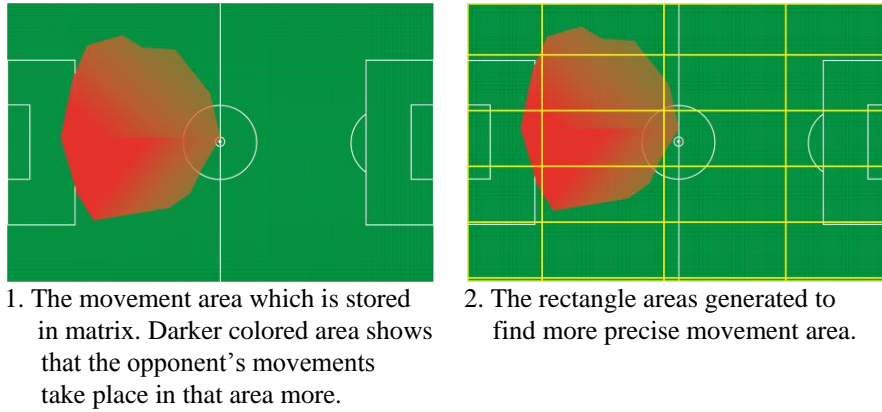 1. The movement area which is stored
in matrix. Darker colored area shows
that the opponent’s movements
take place in that area more.
2. The rectangle areas generated to
find more precise movement area.